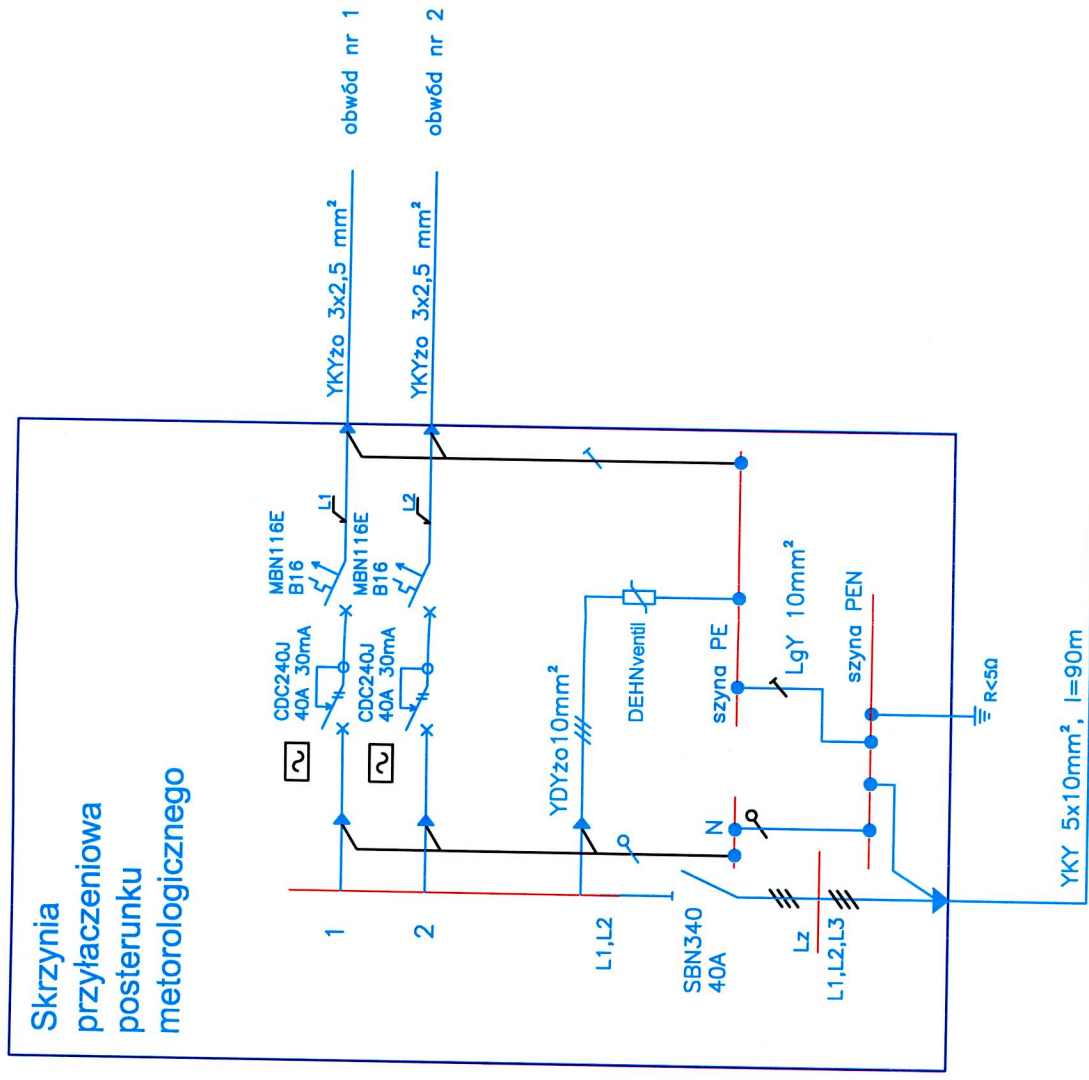 Skrzynia
przyłaczeniowa
posterunku
metorologicznego
CDC240J
40A 30mA
MBN116E
B16
L1
YKYżo 3x2,5 mm²
obwód nr 1
1
CDC240J
40A 30mA
MBN116E
B16
L2
YKYżo 3x2,5 mm²
obwód nr 2
2
YDYżo10mm²
L1,L2
DEHNventil
SBN340
40A
N
szyna PE
LgY 10mm²
Lz
L1,L2,L3
szyna PEN
R<5Ω
YKY 5x10mm², l=90m